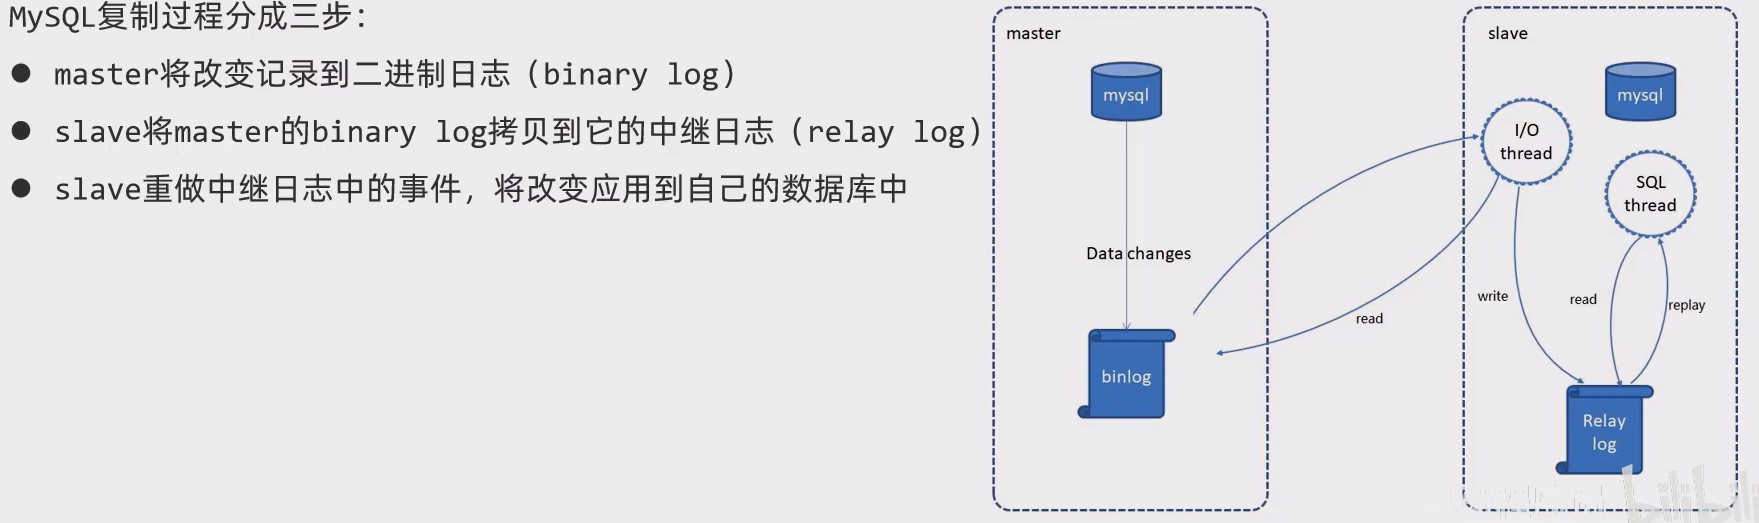 MySQL复制过程分成三步：
● master将改变记录到二进制日志（binary log）
● slave将master的binary log拷贝到它的中继日志（relay log）
● slave重做中继日志中的事件，将改变应用到自己的数据库中
master
mysql
Data changes
binlog
read
slave
mysql
I/O
thread
SQL
thread
write
read
replay
Relay
log
bilibili